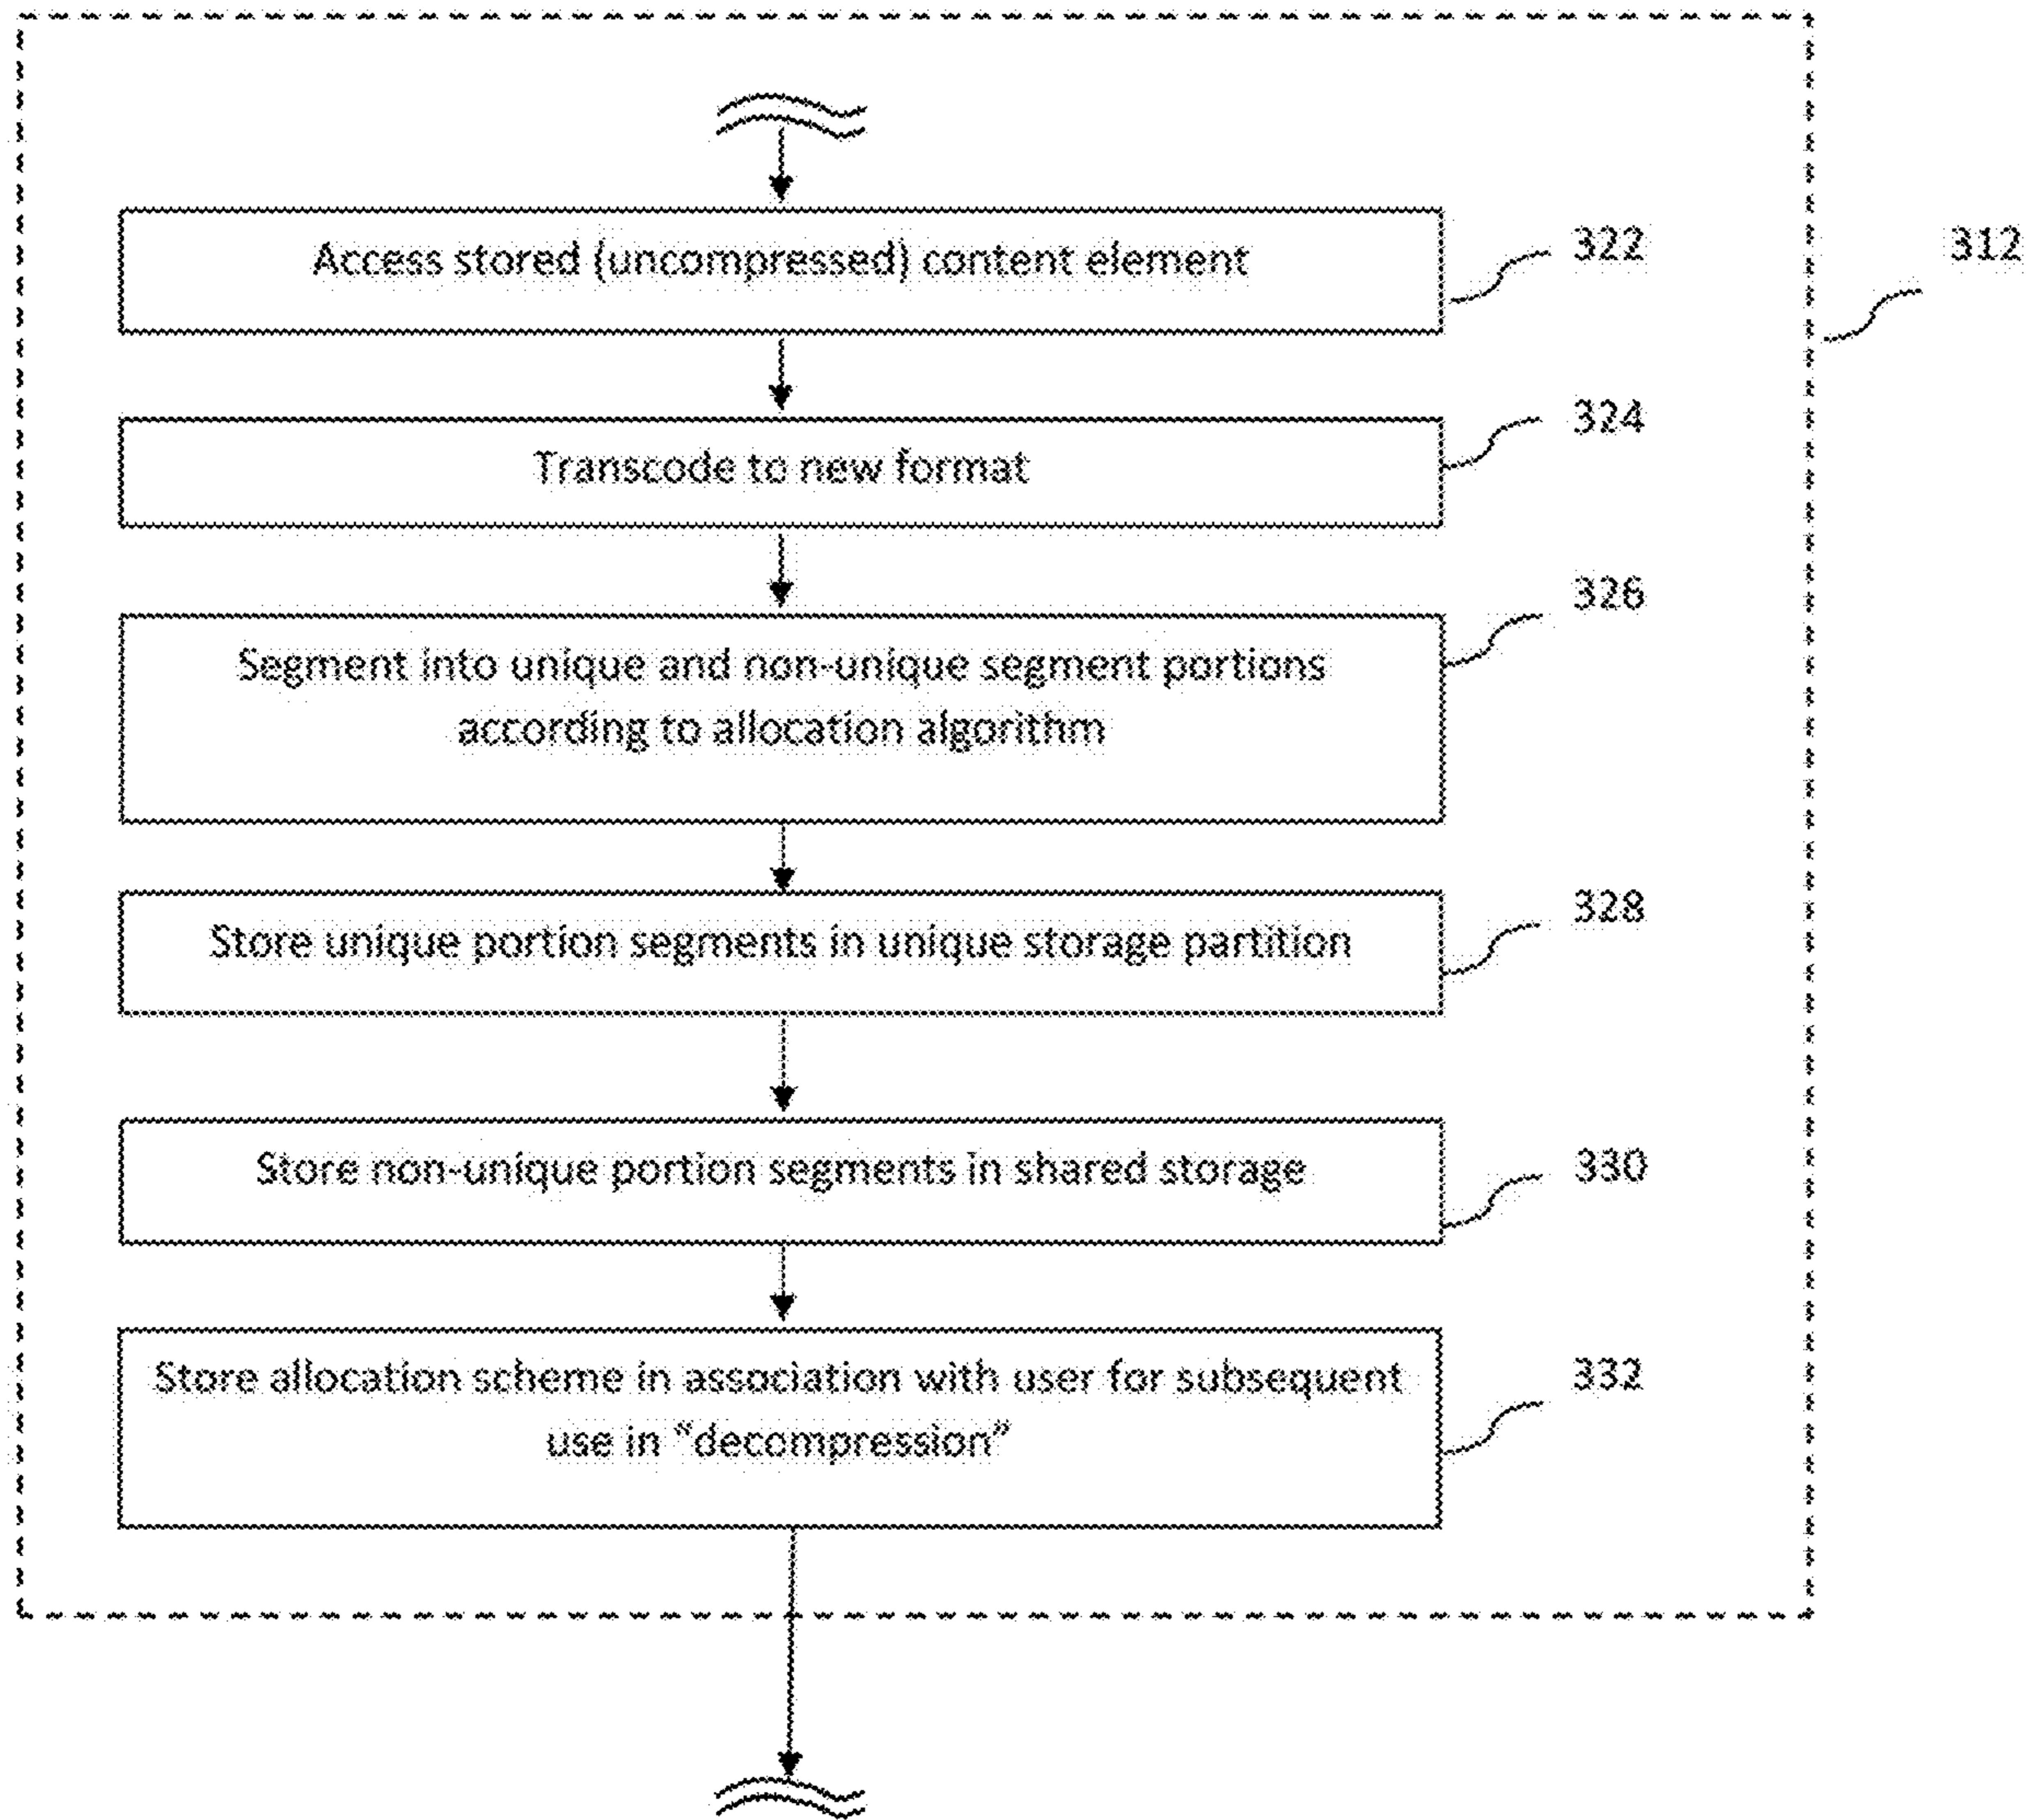 Access stored (uncompressed) content element
322
312
Transcode to new format
324
Segment into unique and non-unique segment portions
according to allocation algorithm
326
Store unique portion segments in unique storage partition
328
Store non-unique portion segments in shared storage
330
Store allocation scheme in association with user for subsequent
use in “decompression”
332